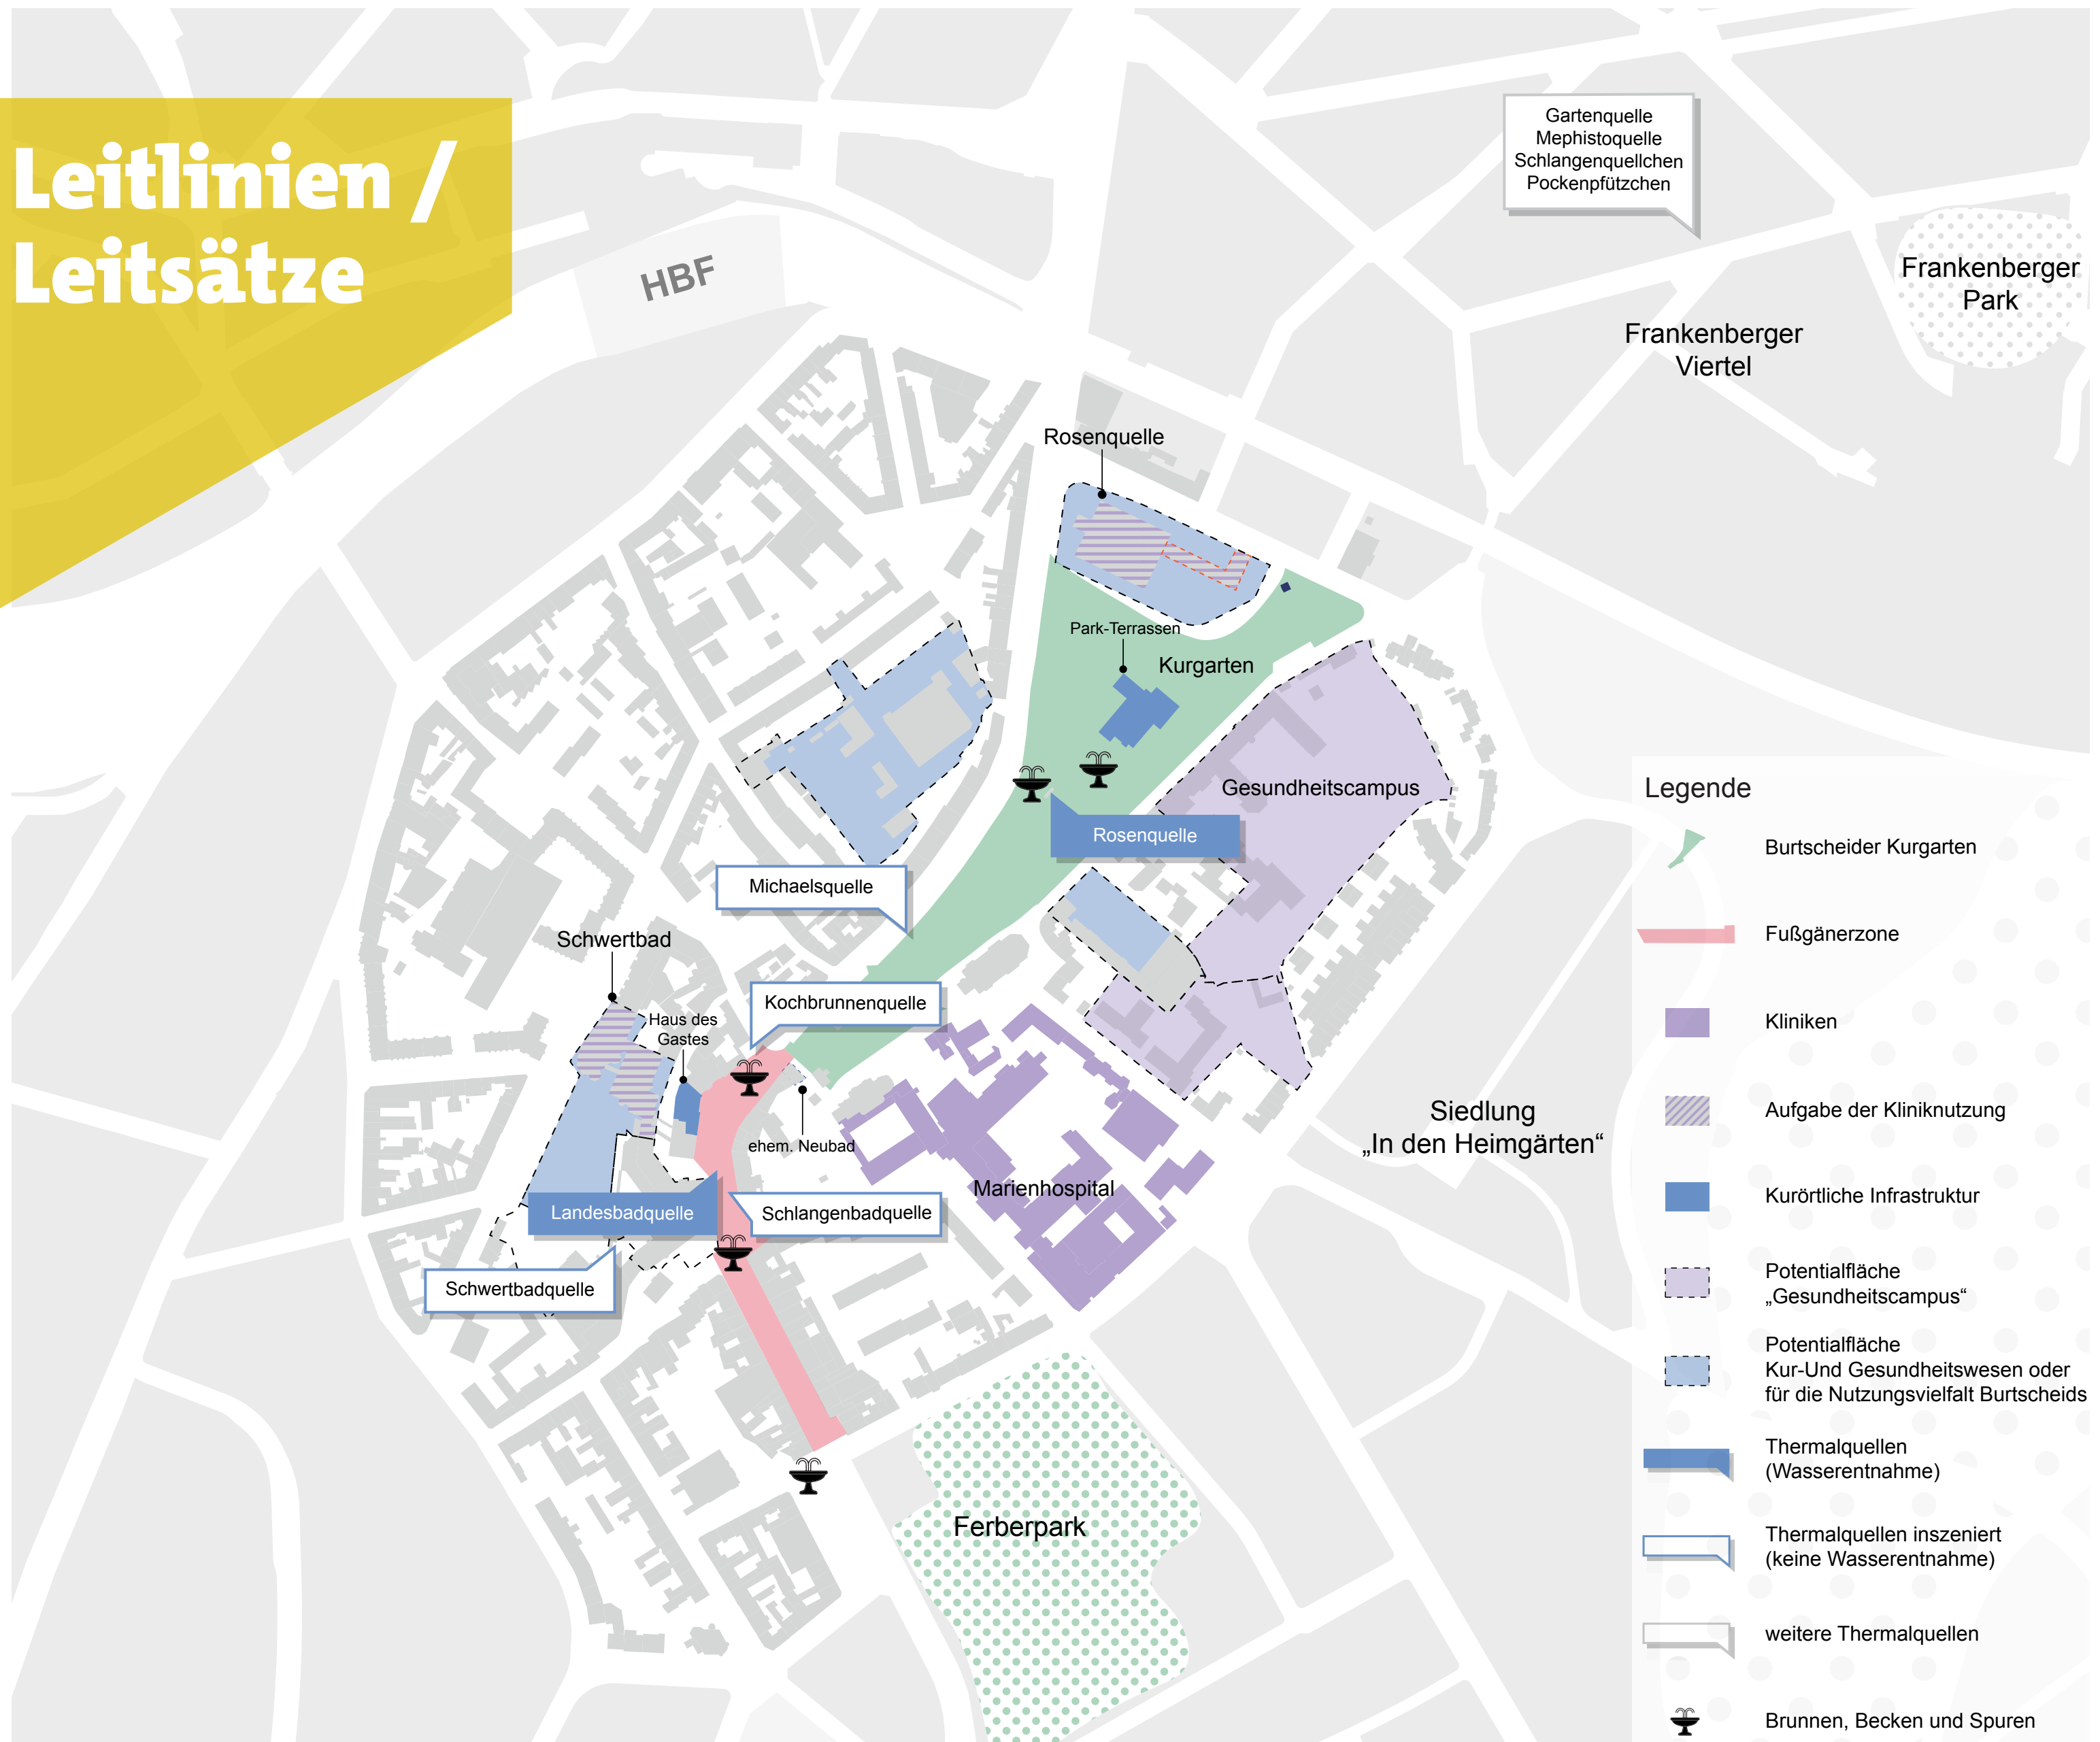 Leitlinien /
Leitsätze
HBF
Gartenquelle
Mephistoquelle
Schlangenquellchen
Pockenpfützchen
Frankenberger
Park
Frankenberger
Viertel
Rosenquelle
Park-Terrassen
Kurgarten
Gesundheitscampus
Rosenquelle
Michaelsquelle
Schwertbad
Kochbrunnenquelle
Haus des
Gastes
ehem. Neubad
Siedlung
„In den Heimgärten“
Marienhospital
Landesbadquelle
Schlangenbadquelle
Schwertbadquelle
Ferberpark
Legende
Burtscheider Kurgarten
Fußgänerzone
Kliniken
Aufgabe der Kliniknutzung
Kurörtliche Infrastruktur
Potentialfläche
„Gesundheitscampus“
Potentialfläche
Kur-Und Gesundheitswesen oder
für die Nutzungsvielfalt Burtscheids
Thermalquellen
(Wasserentnahme)
Thermalquellen inszeniert
(keine Wasserentnahme)
weitere Thermalquellen
Brunnen, Becken und Spuren